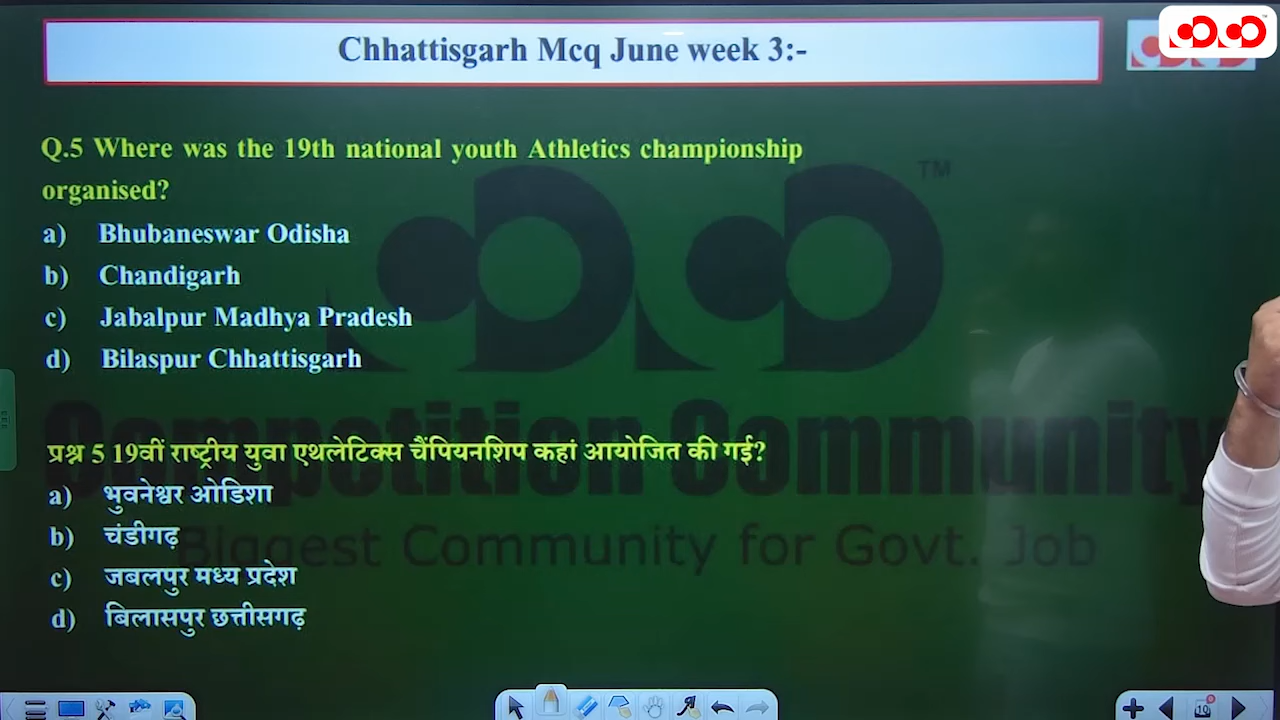 Chhattisgarh Mcq June week 3:-
Q.5 Where was the 19th national youth Athletics championship
organised?
TM
a) Bhubaneswar Odisha
b) Chandigarh
c) Jabalpur Madhya Pradesh
d) Bilaspur Chhattisgarh
Competition Community
प्रश्न 5 19वीं राष्ट्रीय युवा एथलेटिक्स चैंपियनशिप कहां आयोजित की गई?
a) भुवनेश्वर ओडिशा
b) चंडीगढ़
Biggest Community for Govt. Job
c) जबलपुर मध्य प्रदेश
d) बिलासपुर छत्तीसगढ़
10